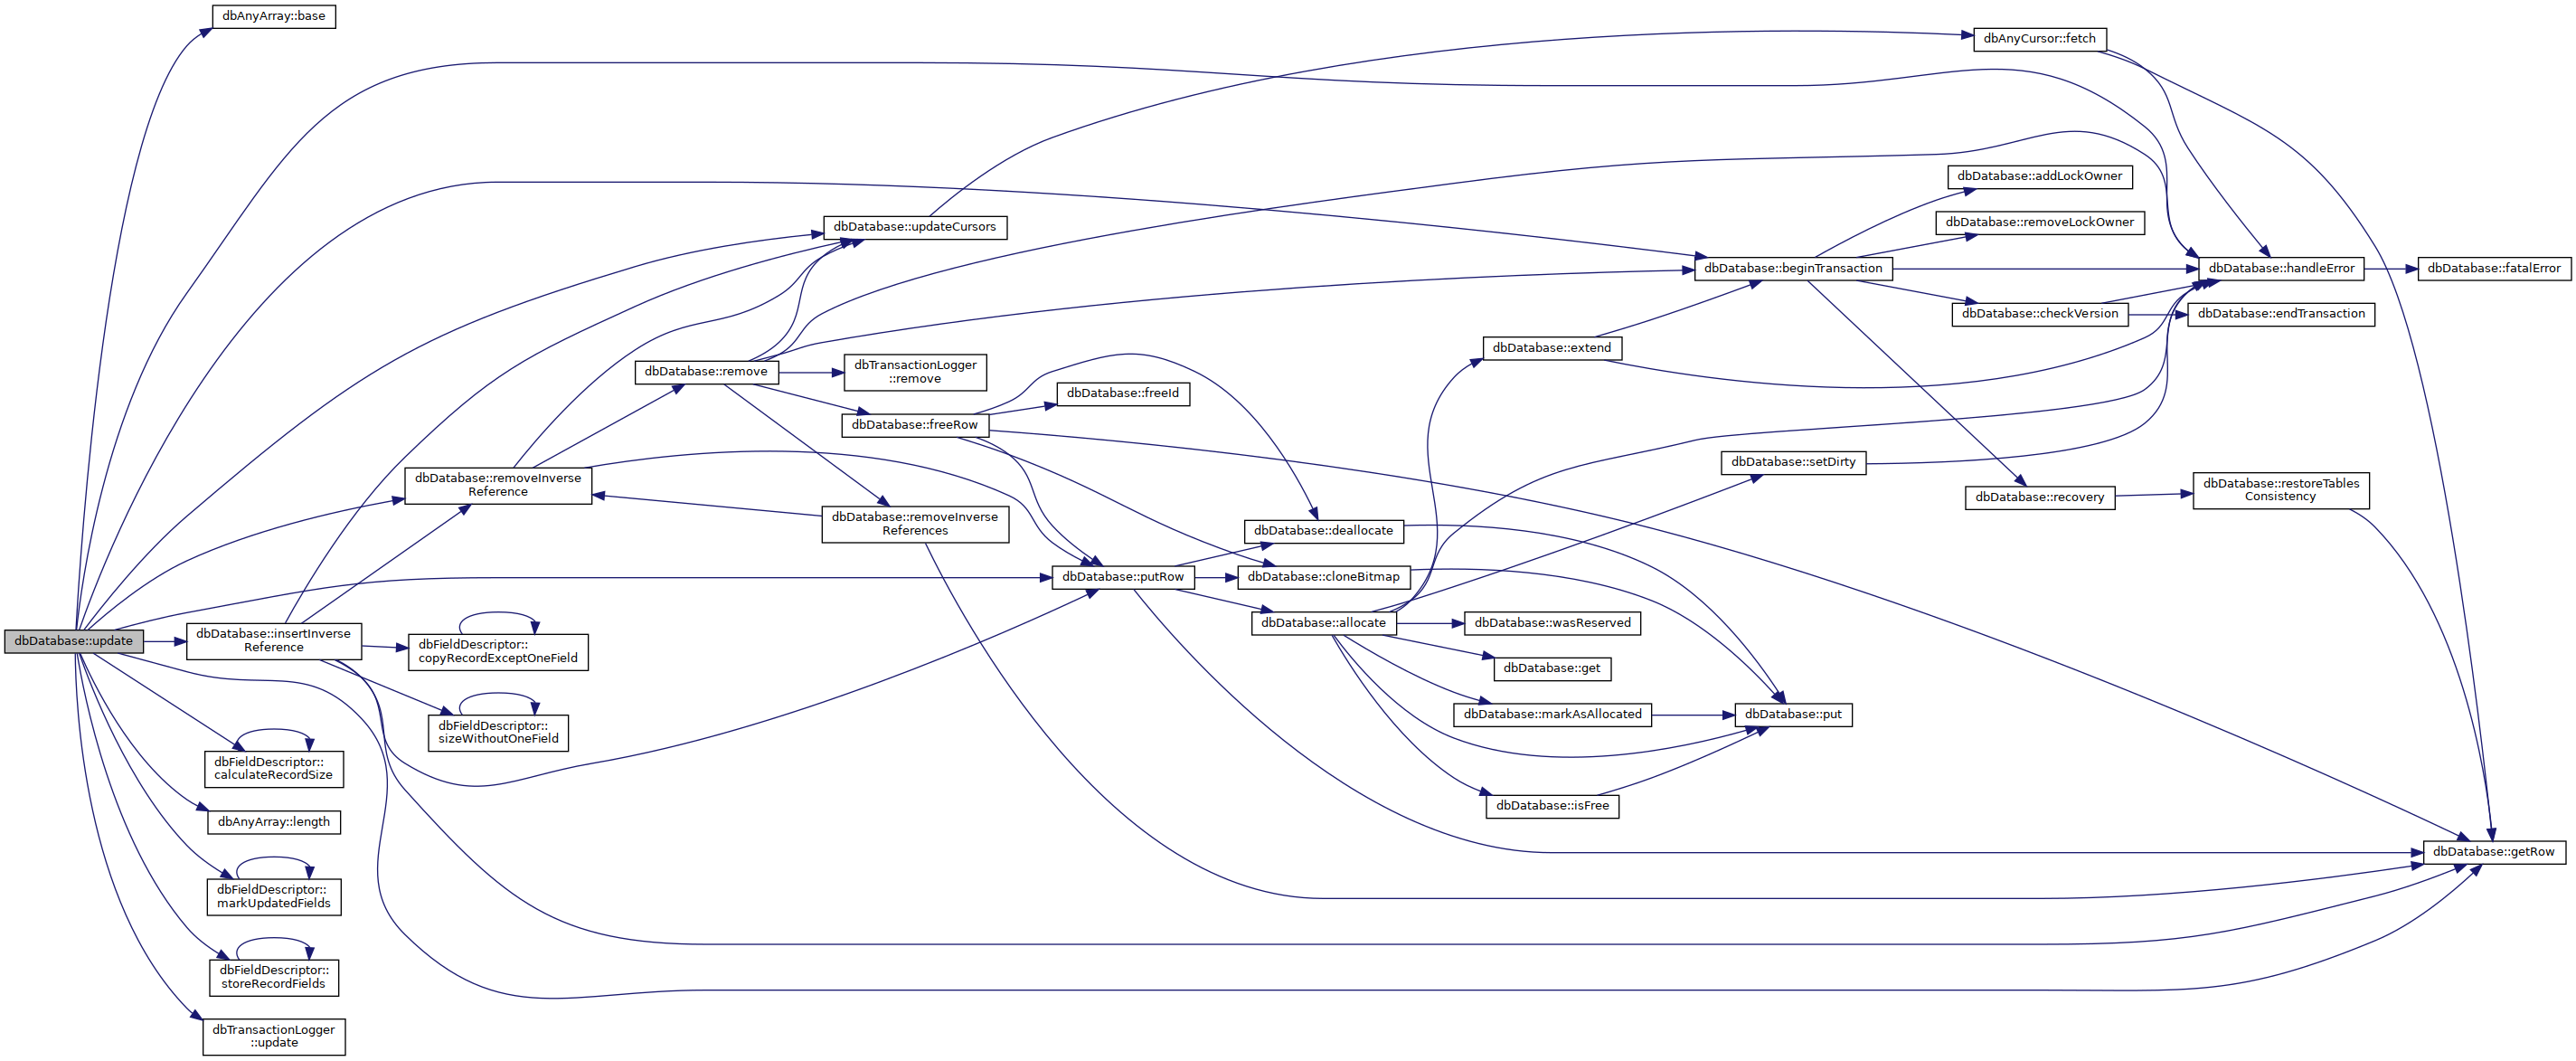 dbAnyArray::base
dbAnyCursor::fetch
dbDatabase::addLockOwner
dbDatabase::removeLockOwner
dbDatabase::updateCursors
dbDatabase::beginTransaction
dbDatabase::handleError
dbDatabase::fatalError
dbDatabase::checkVersion
dbDatabase::endTransaction
dbDatabase::extend
dbDatabase::remove
dbTransactionLogger
::remove
dbDatabase::freeId
dbDatabase::freeRow
dbDatabase::setDirty
dbDatabase::removeInverse
Reference
dbDatabase::recovery
dbDatabase::restoreTables
Consistency
dbDatabase::removeInverse
References
dbDatabase::deallocate
dbDatabase::putRow
dbDatabase::cloneBitmap
dbDatabase::allocate
dbDatabase::wasReserved
dbDatabase::update
dbDatabase::insertInverse
Reference
dbFieldDescriptor::
copyRecordExceptOneField
dbDatabase::get
dbDatabase::markAsAllocated
dbDatabase::put
dbFieldDescriptor::
sizeWithoutOneField
dbFieldDescriptor::
calculateRecordSize
dbDatabase::isFree
dbAnyArray::length
dbDatabase::getRow
dbFieldDescriptor::
markUpdatedFields
dbFieldDescriptor::
storeRecordFields
dbTransactionLogger
::update